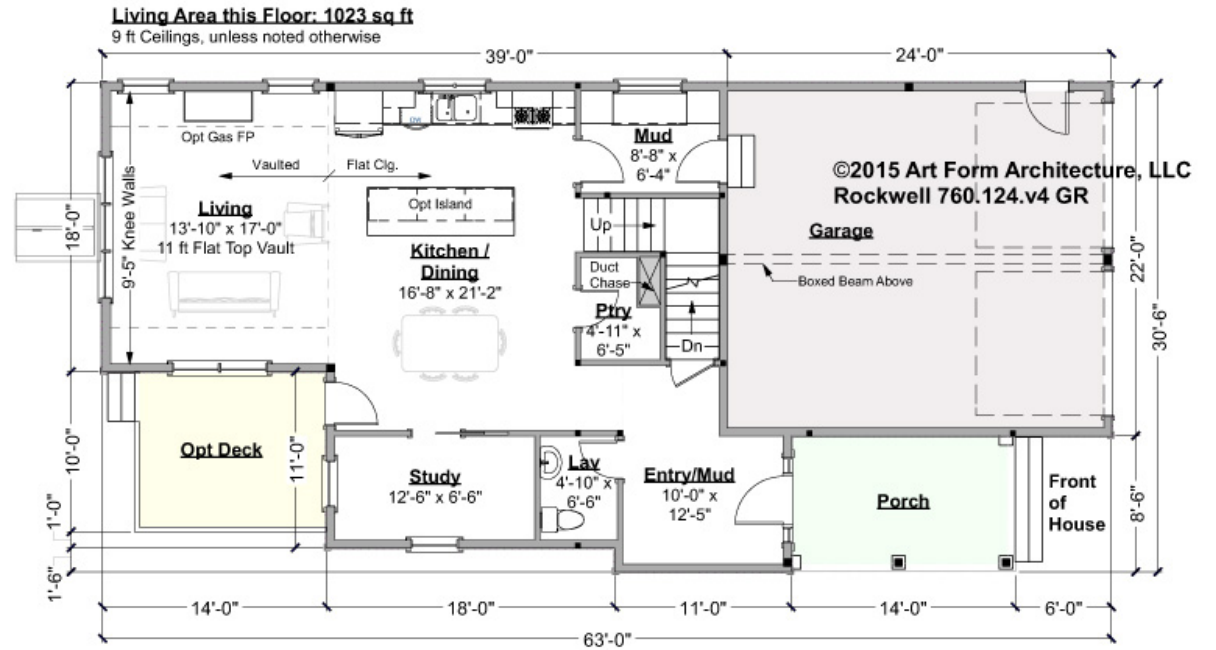 Living Area this Floor: 1023 sq ft
9 ft Ceilings, unless noted otherwise
39'-0"
24'-0"
Opt Gas FP
DW
Mud
8'-8" x
6'-4"
Vaulted
Flat Clg.
©2015 Art Form Architecture, LLC
Rockwell 760.124.v4 GR
18'-0"
9'-5" Knee Walls
Living
13'-10" x 17'-0"
11 ft Flat Top Vault
Opt Island
Up
Garage
Kitchen /
Dining
16'-8" x 21'-2"
Duct
Chase
Boxed Beam Above
22'-0"
30'-6"
Ptry
4'-11" x
6'-5"
Dn
Opt Deck
10'-0"
11'-0"
Study
12'-6" x 6'-6"
Lav
4'-10" x
6'-6"
Entry/Mud
10'-0" x
12'-5"
Porch
Front
of
House
8'-6"
1'-0"
1'-6"
14'-0"
18'-0"
11'-0"
14'-0"
6'-0"
63'-0"